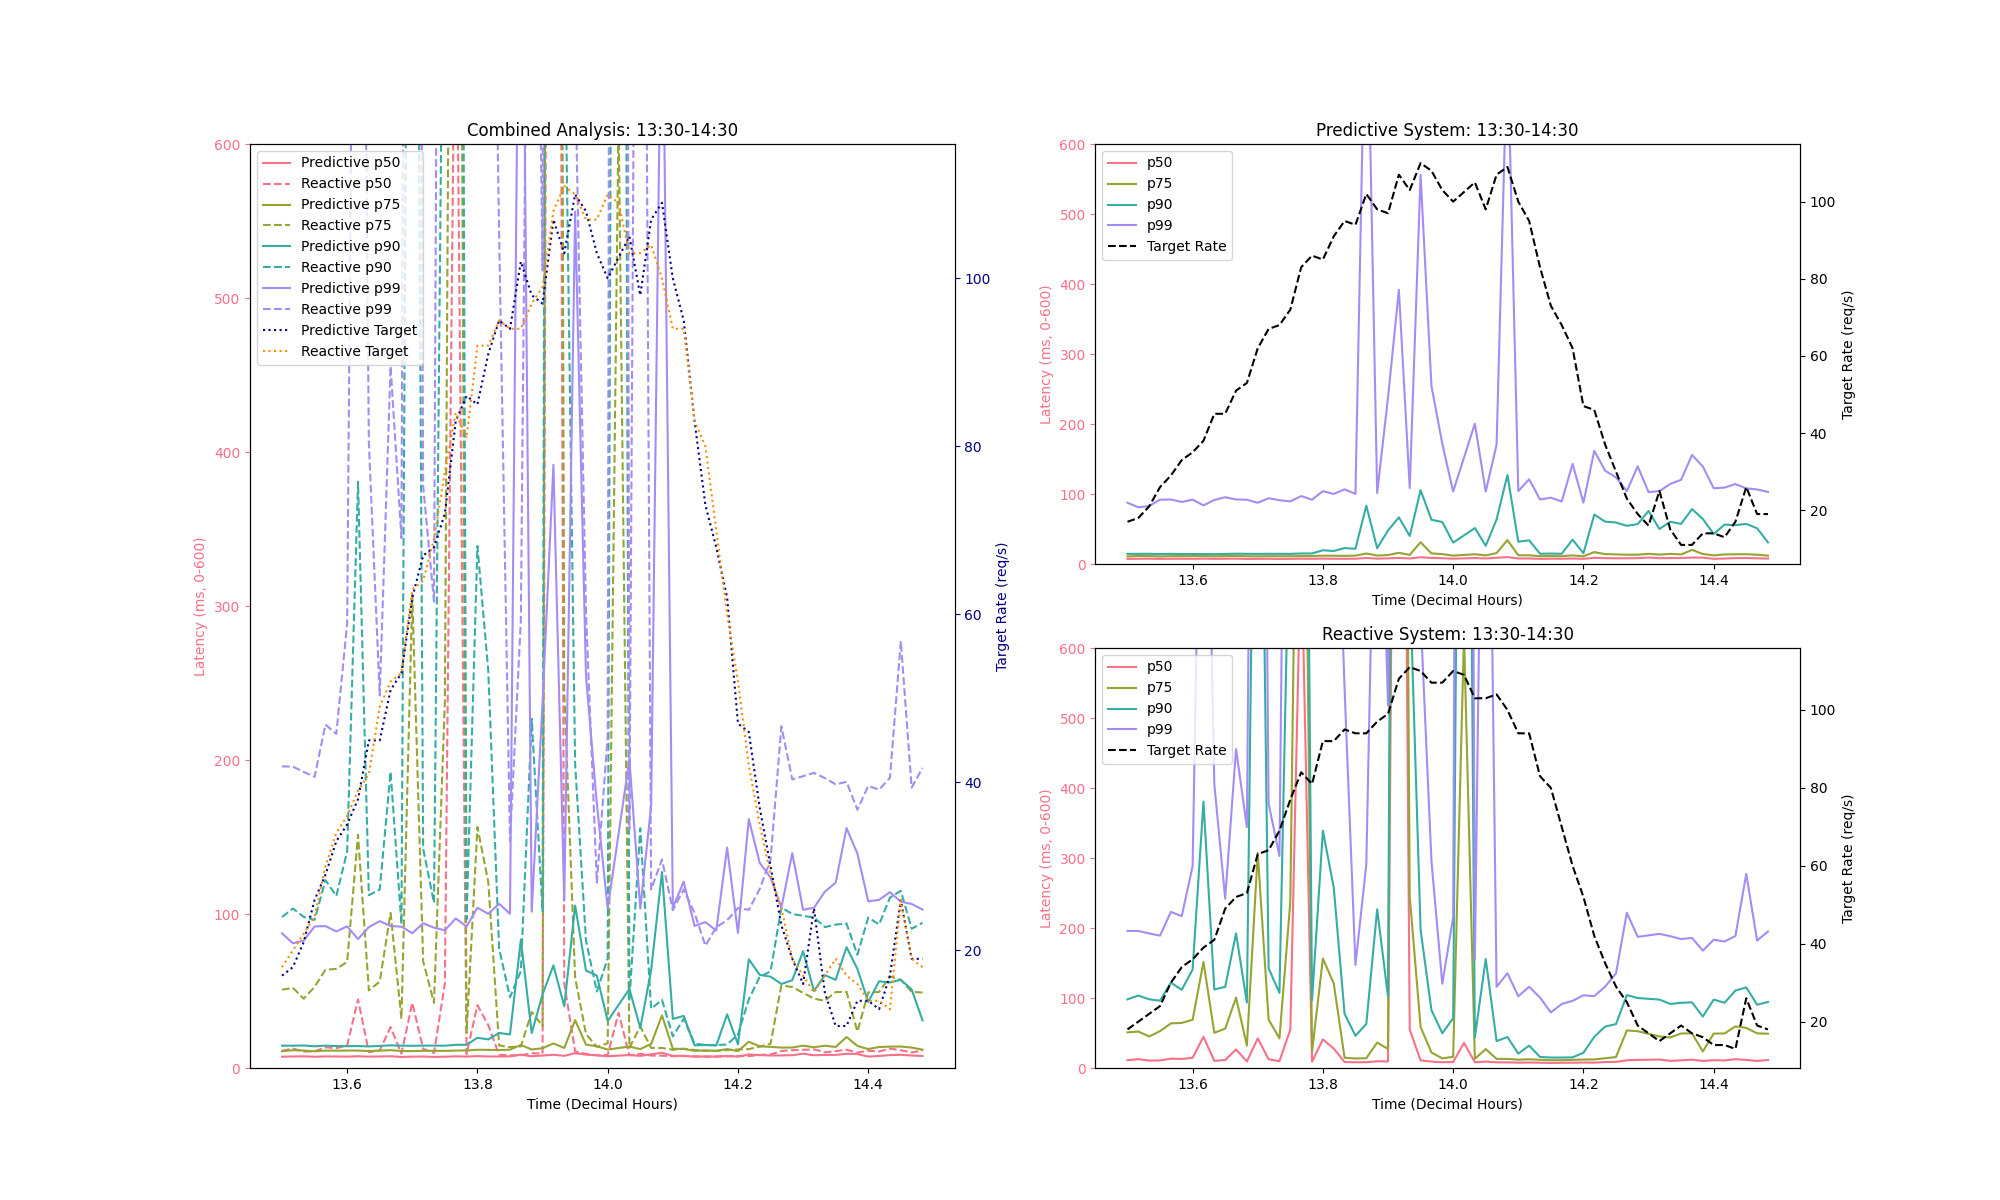 Combined Analysis: 13:30-14:30
Predictive p50
Reactive p50
Predictive p75
Reactive p75
Predictive p90
Reactive p90
Predictive p99
Reactive p99
Predictive Target
Reactive Target
600
500
400
300
200
100
0
Latency (ms, 0-600)
100
80
60
40
20
Target Rate (req/s)
13.6 13.8 14.0 14.2 14.4
Time (Decimal Hours)
Predictive System: 13:30-14:30
p50
p75
p90
p99
Target Rate
600
500
400
300
200
100
0
Latency (ms, 0-600)
100
80
60
40
20
Target Rate (req/s)
13.6 13.8 14.0 14.2 14.4
Time (Decimal Hours)
Reactive System: 13:30-14:30
p50
p75
p90
p99
Target Rate
600
500
400
300
200
100
0
Latency (ms, 0-600)
100
80
60
40
20
Target Rate (req/s)
13.6 13.8 14.0 14.2 14.4
Time (Decimal Hours)